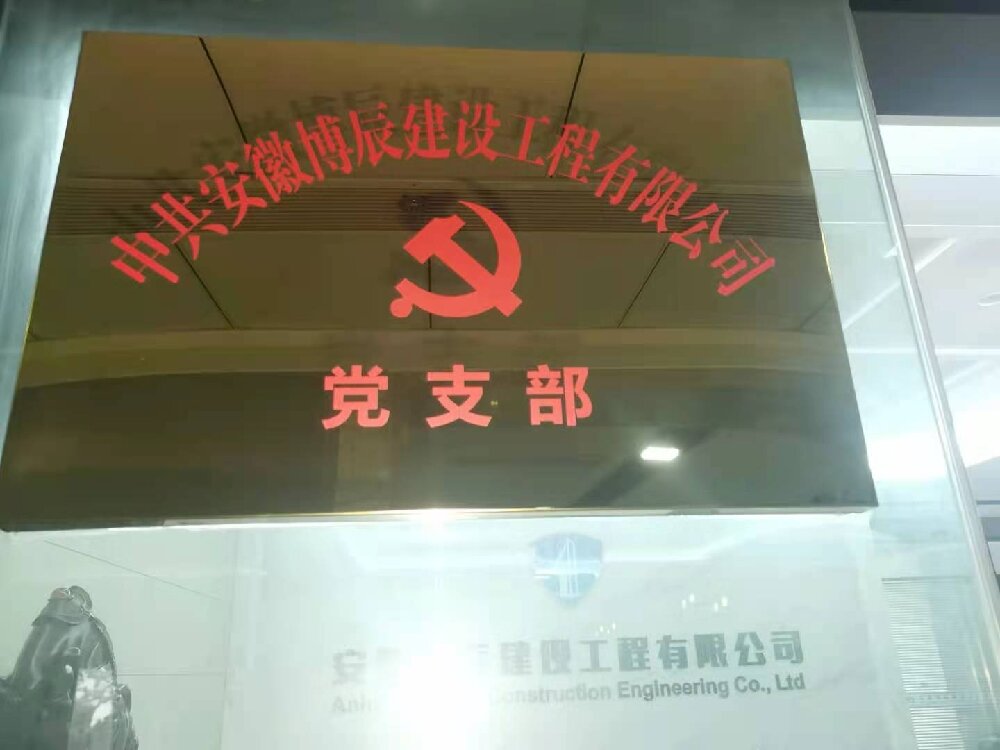 中共安徽博辰建设工程有限公司
党支部
建设工程有限公司
Construction Engineering Co., Ltd